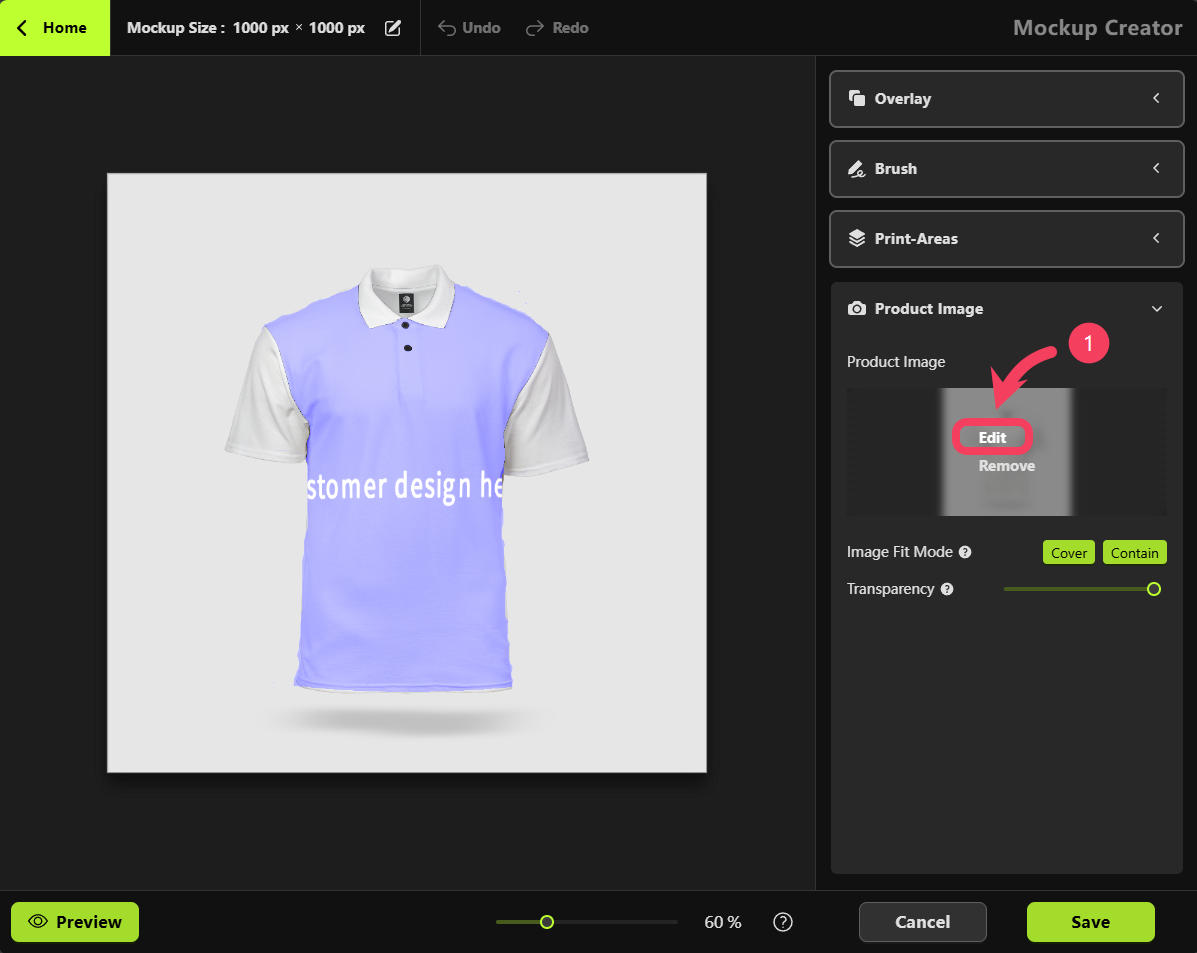 Home
Mockup Size : 1000 px × 1000 px
Undo
Redo
Mockup Creator
Overlay
Brush
Print-Areas
Product Image
1
Product Image
Edit
Remove
stomer design he
Image Fit Mode ?
Cover
Contain
Transparency ?
Preview
60 %
?
Cancel
Save